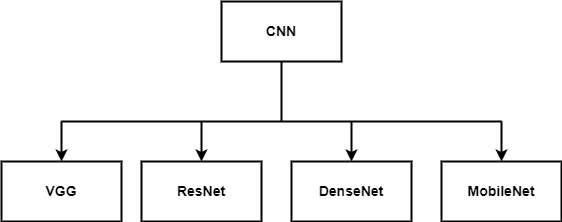 CNN
VGG
ResNet
DenseNet
MobileNet